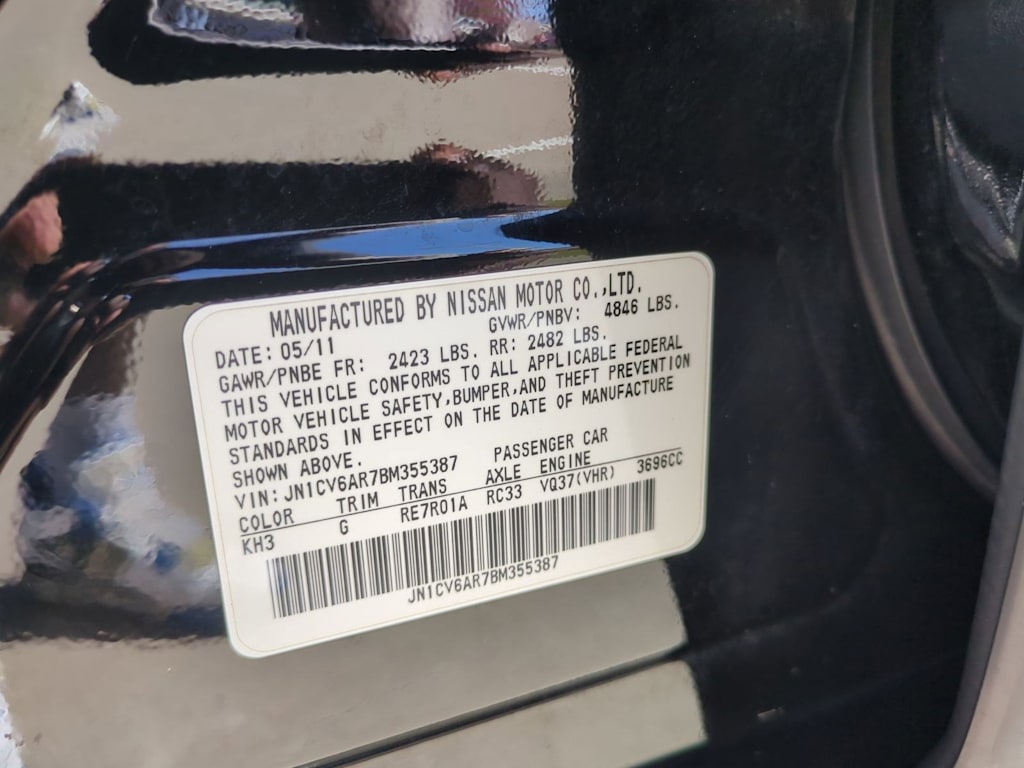 MANUFACTURED BY NISSAN MOTOR CO.,LTD.
DATE: 05/11 GVWR/PNBV: 4846 LBS.
GAWR/PNBE FR: 2423 LBS. RR: 2482 LBS.
THIS VEHICLE CONFORMS TO ALL APPLICABLE FEDERAL
MOTOR VEHICLE SAFETY,BUMPER,AND THEFT PREVENTION
STANDARDS IN EFFECT ON THE DATE OF MANUFACTURE
SHOWN ABOVE.
VIN: JN1CV6AR7BM355387 PASSENGER CAR
COLOR TRIM TRANS AXLE ENGINE
KH3 G RE7R01A RC33 VQ37(VHR) 3696CC
JN1CV6AR7BM355387